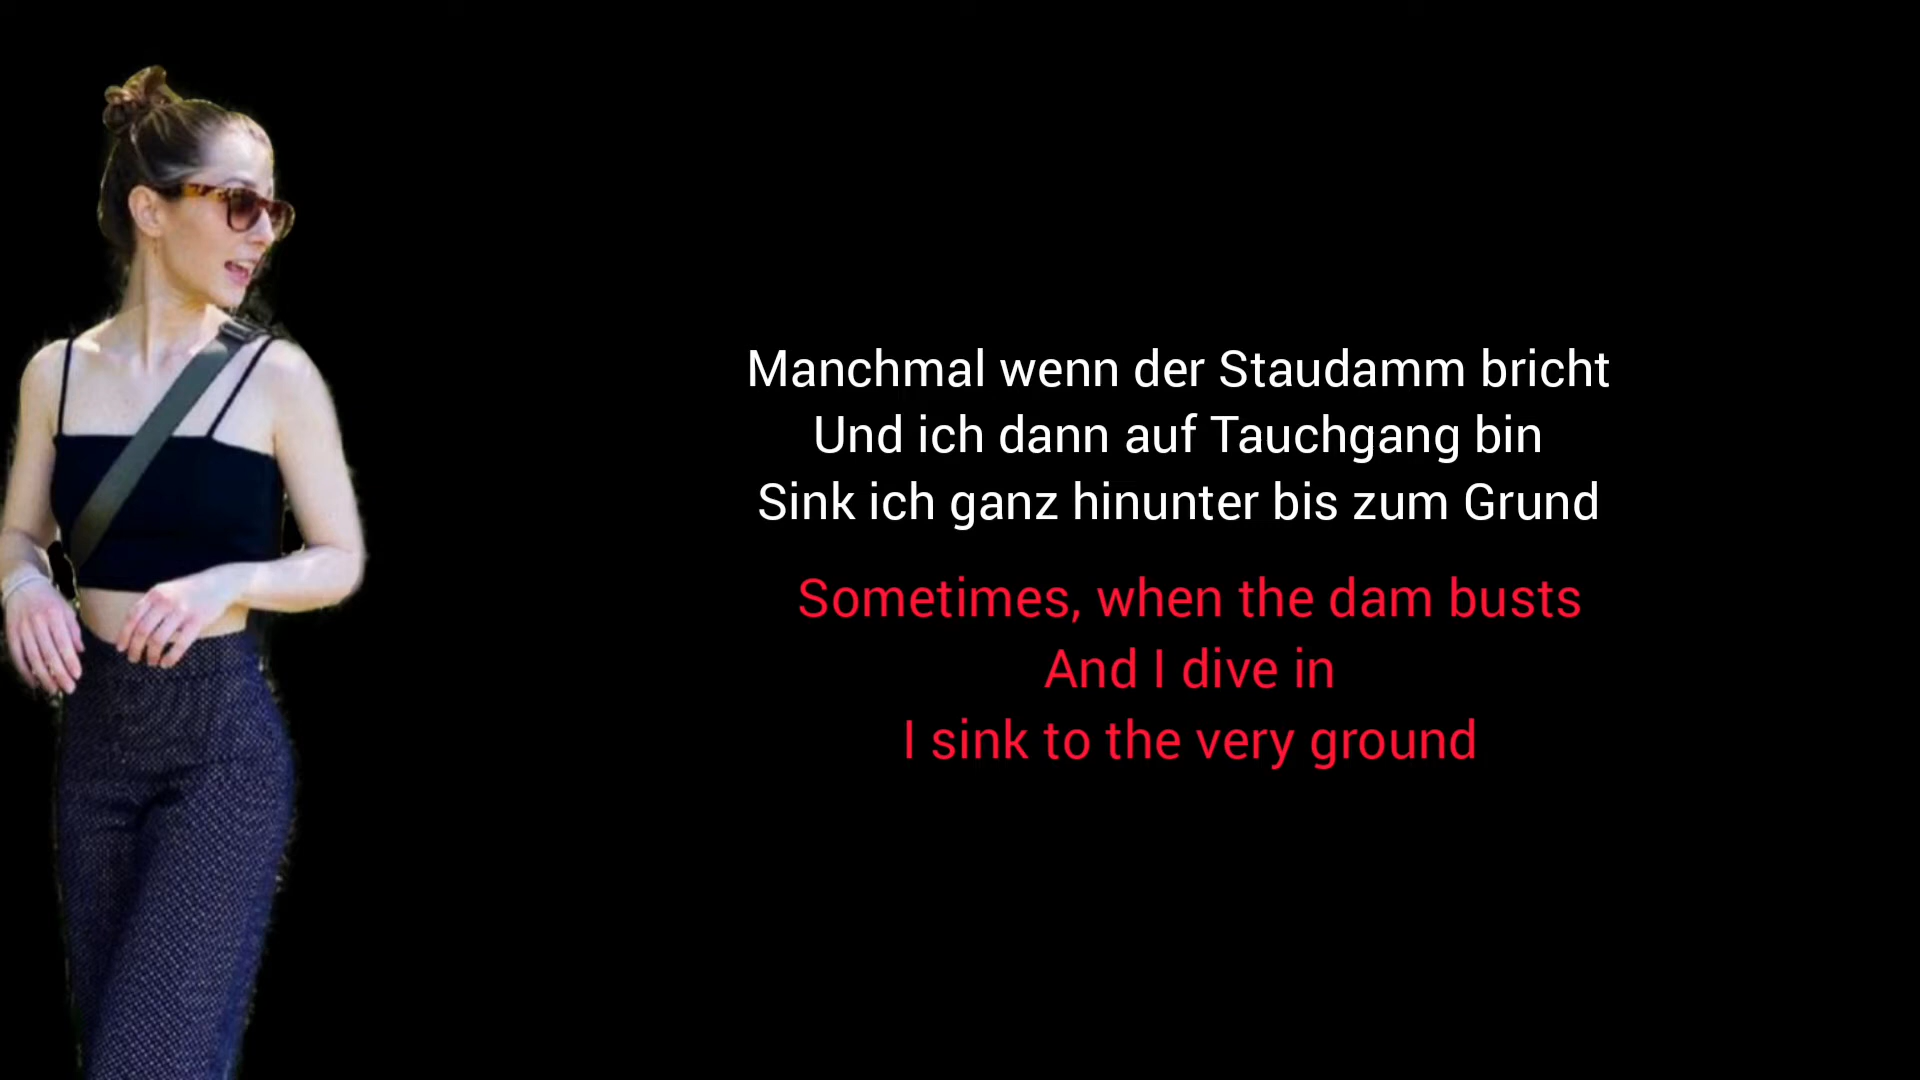 Manchmal wenn der Staudamm bricht
Und ich dann auf Tauchgang bin
Sink ich ganz hinunter bis zum Grund
Sometimes, when the dam busts
And I dive in
I sink to the very ground